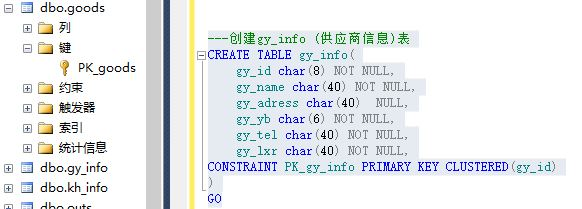 dbo.goods
列
键
PK_goods
约束
触发器
索引
统计信息
dbo.gy_info
dbo.kh_info
dbo.outs
---创建gy_info (供应商信息)表
CREATE TABLE gy_info(
gy_id char(8) NOT NULL,
gy_name char(40) NOT NULL,
gy_adress char(40)  NULL,
gy_yb char(6) NOT NULL,
gy_tel char(40) NOT NULL,
gy_lxr char(40) NOT NULL,
CONSTRAINT PK_gy_info PRIMARY KEY CLUSTERED(gy_id)
)
GO